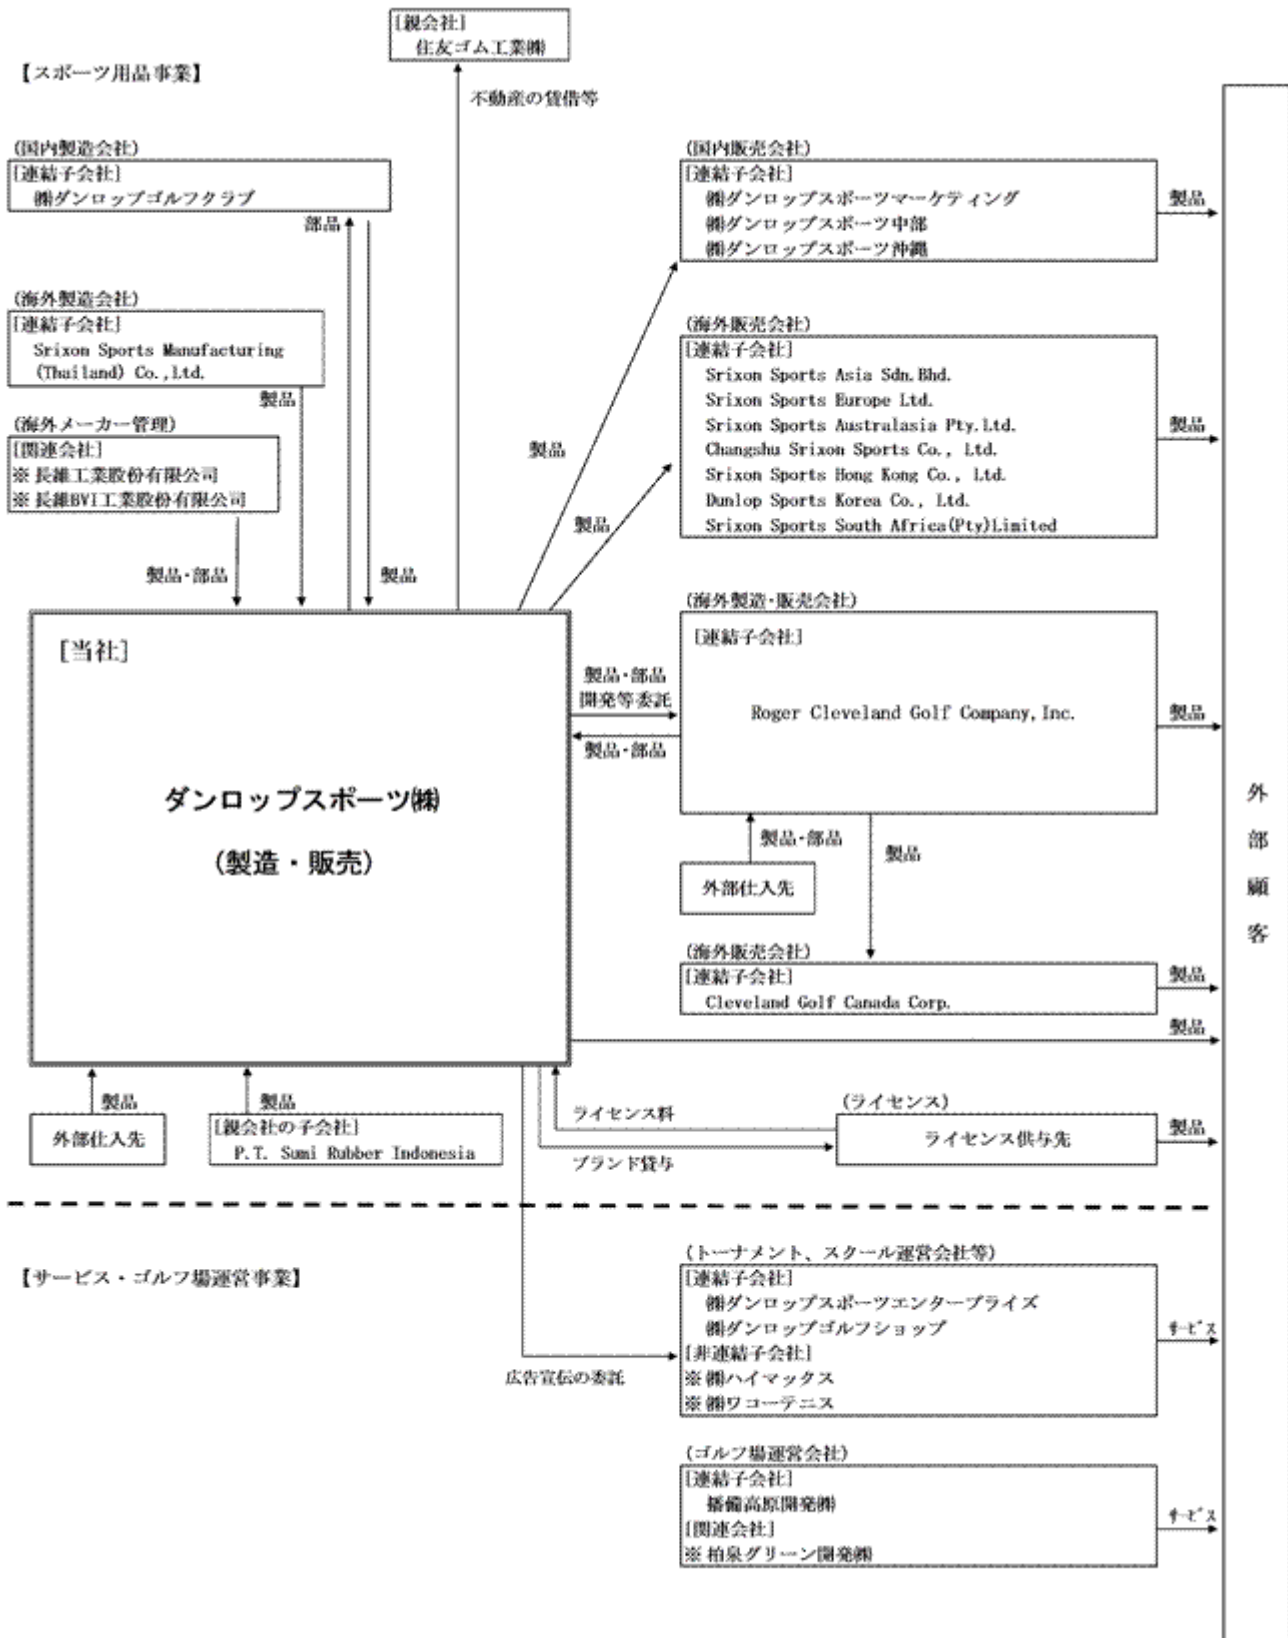 [親会社]
住友ゴム工業㈱
【スポーツ用品事業】
不動産の賃借等
(国内製造会社)
[連結子会社]
㈱ダンロップゴルフクラブ
部品
(海外製造会社)
[連結子会社]
Srixon Sports Manufacturing
(Thailand) Co.,Ltd.
製品
(海外メーカー管理)
[関連会社]
※ 長維工業股份有限公司
※ 長維BVI工業股份有限公司
製品・部品
製品
(国内販売会社)
[連結子会社]
㈱ダンロップスポーツマーケティング
㈱ダンロップスポーツ中部
㈱ダンロップスポーツ沖縄
製品
(海外販売会社)
[連結子会社]
Srixon Sports Asia Sdn.Bhd.
Srixon Sports Europe Ltd.
Srixon Sports Australasia Pty.Ltd.
Changshu Srixon Sports Co., Ltd.
Srixon Sports Hong Kong Co., Ltd.
Dunlop Sports Korea Co., Ltd.
Srixon Sports South Africa(Pty)Limited
製品
製品
製品
[当社]
ダンロップスポーツ㈱
(製造・販売)
製品・部品
開発等委託
製品・部品
(海外製造・販売会社)
[連結子会社]
Roger Cleveland Golf Company,Inc.
製品
製品・部品
製品
外部仕入先
(海外販売会社)
[連結子会社]
Cleveland Golf Canada Corp.
製品
製品
外部顧客
製品
外部仕入先
製品
[親会社の子会社]
P.T. Sumi Rubber Indonesia
ライセンス料
ブランド貸与
(ライセンス)
ライセンス供与先
製品
【サービス・ゴルフ場運営事業】
広告宣伝の委託
(トーナメント、スクール運営会社等)
[連結子会社]
㈱ダンロップスポーツエンタープライズ
㈱ダンロップゴルフショップ
[非連結子会社]
※ ㈱ハイマックス
※ ㈱ワコーテニス
サービス
(ゴルフ場運営会社)
[連結子会社]
播備高原開発㈱
[関連会社]
※ 柏泉グリーン開発㈱
サービス